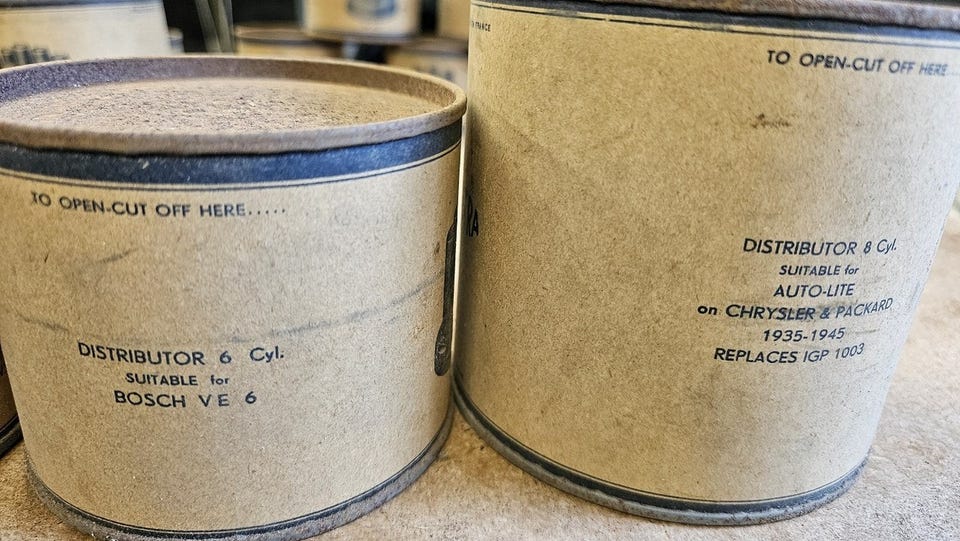 TO OPEN-CUT OFF HERE.....
DISTRIBUTOR 6 Cyl.
SUITABLE for
BOSCH VE 6
FRANCE
TO OPEN-CUT OFF HERE....
DISTRIBUTOR 8 Cyl.
SUITABLE for
AUTO-LITE
on CHRYSLER & PACKARD
1935-1945
REPLACES IGP 1003